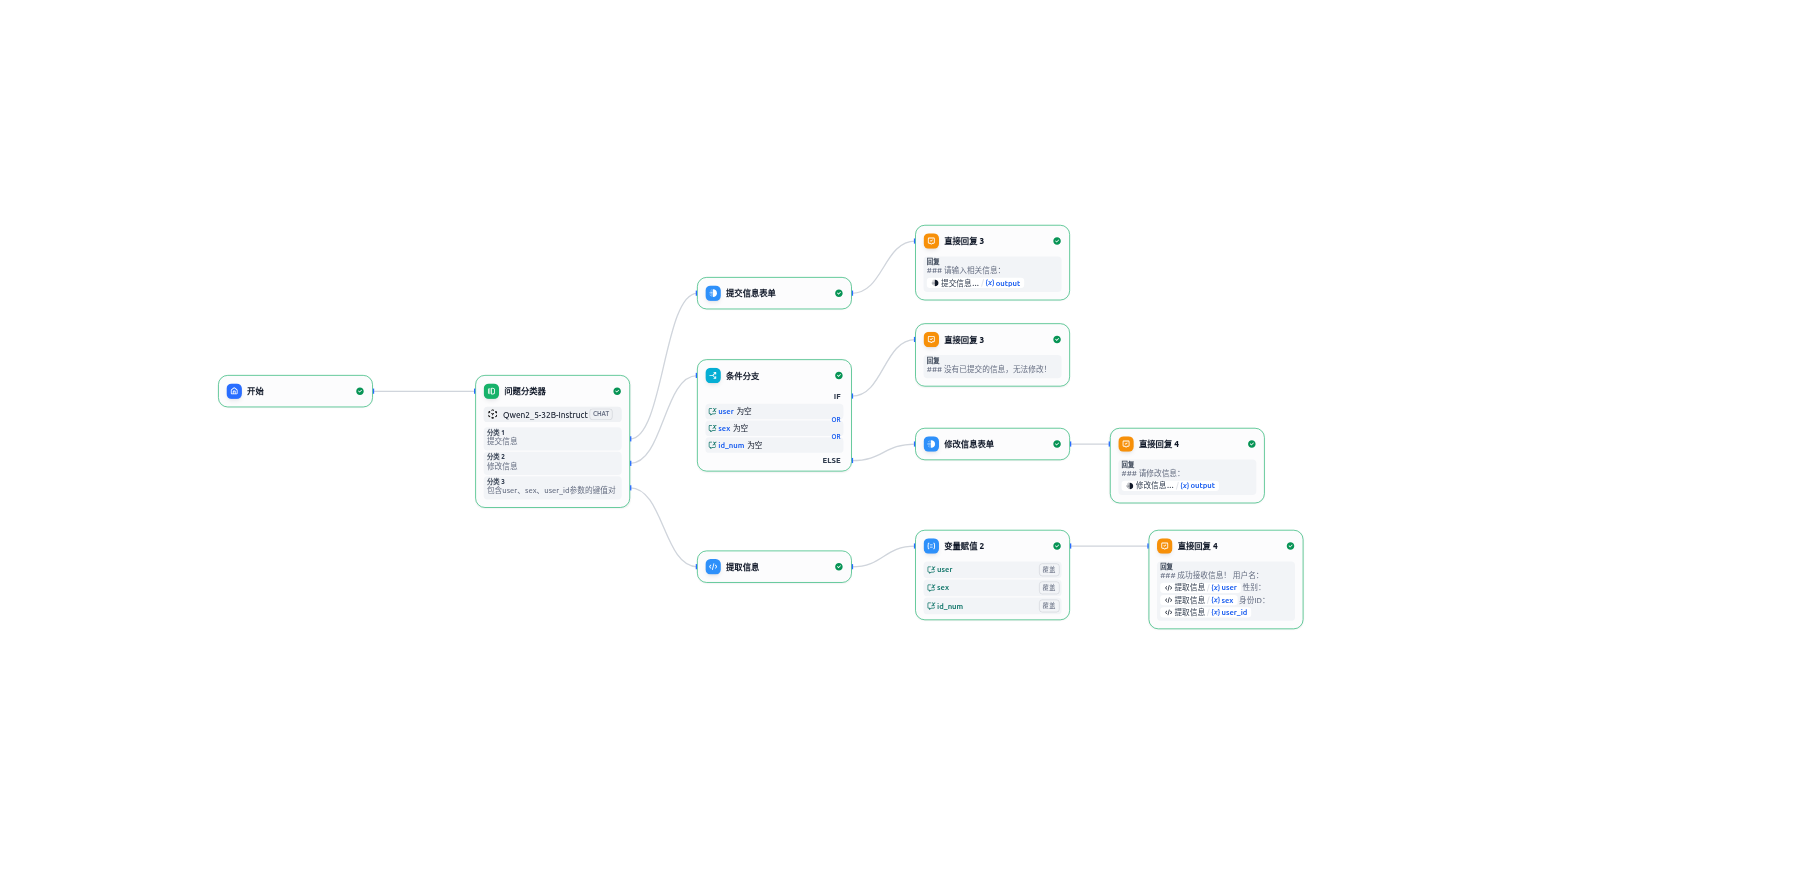 开始
问题分类器
Qwen2_5-32B-Instruct CHAT
分类 1
提交信息
分类 2
修改信息
分类 3
包含user、sex、user_id参数的键值对
提交信息表单
直接回复 3
回复
### 请输入相关信息：
提交信息... / {x} output
条件分支
IF
user 为空
OR
sex 为空
OR
id_num 为空
ELSE
直接回复 3
回复
### 没有已提交的信息，无法修改！
修改信息表单
直接回复 4
回复
### 请修改信息：
修改信息... / {x} output
提取信息
变量赋值 2
user 覆盖
sex 覆盖
id_num 覆盖
直接回复 4
回复
### 成功接收信息！ 用户名：
提取信息 / {x} user 性别：
提取信息 / {x} sex 身份ID：
提取信息 / {x} user_id